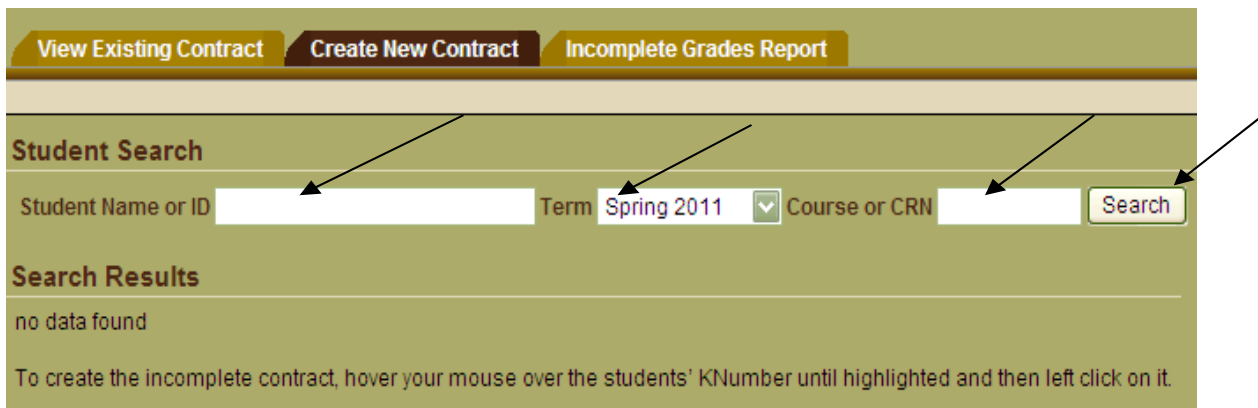 View Existing Contract Create New Contract Incomplete Grades Report
Student Search
Student Name or ID Term Spring 2011 Course or CRN Search
Search Results
no data found
To create the incomplete contract, hover your mouse over the students' KNumber until highlighted and then left click on it.